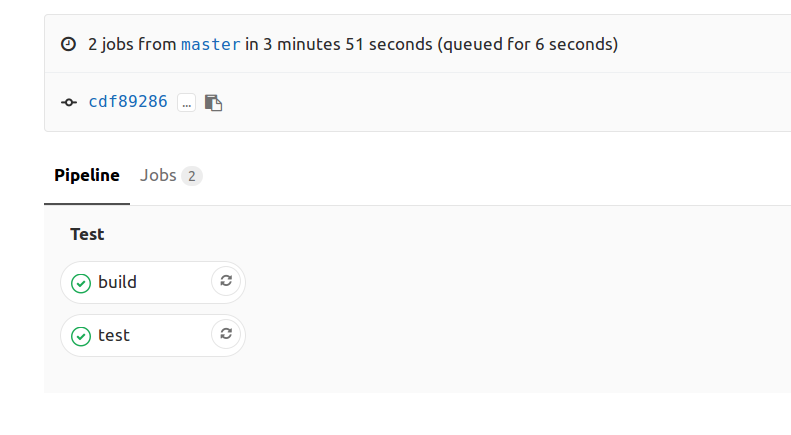 2 jobs from master in 3 minutes 51 seconds (queued for 6 seconds)
cdf89286 ...
Pipeline Jobs 2
Test
build
test